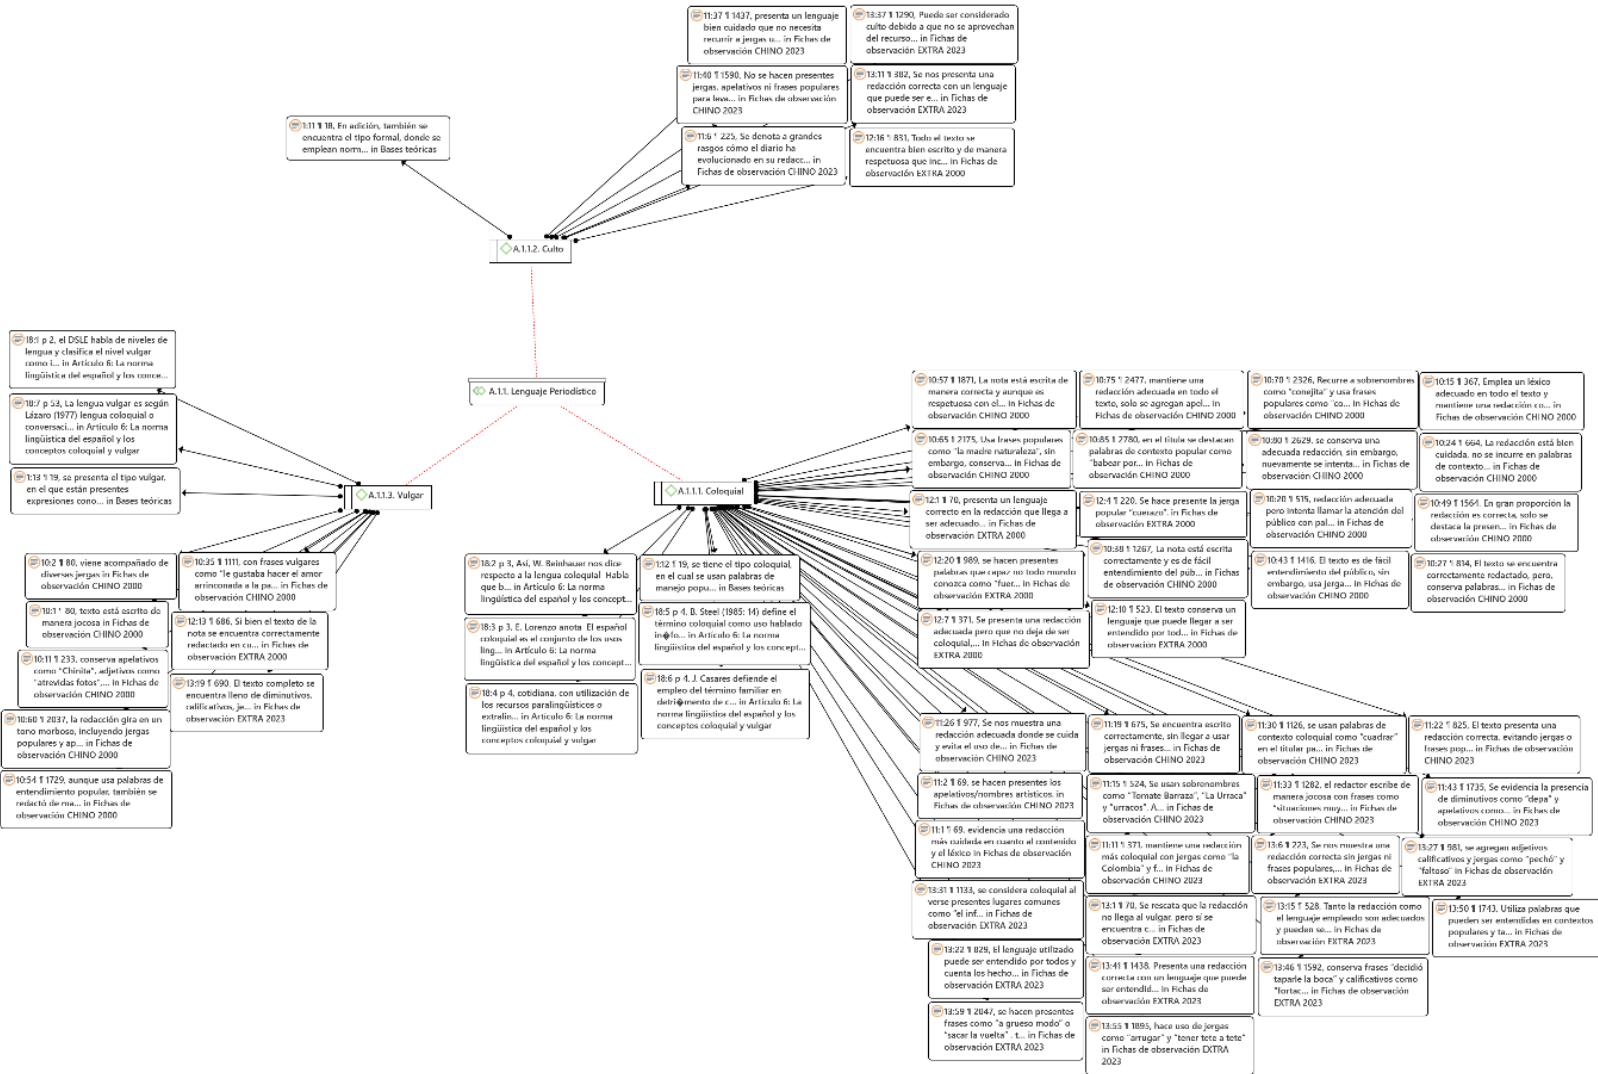 11:37 ¶ 1437, presenta un lenguaje
bien cuidado que no necesita
recurrir a jergas u... in Fichas de
observación CHINO 2023
13:37 ¶ 1290, Puede ser considerado
culto debido a que no se aprovechan
del recurso... in Fichas de
observación EXTRA 2023
11:40 ¶ 1590, No se hacen presentes
jergas, apelativos ni frases populares
para leva... in Fichas de observación
CHINO 2023
13:11 ¶ 382, Se nos presenta una
redacción correcta con un lenguaje
que puede ser e... in Fichas de
observación EXTRA 2023
11:6 ¶ 225, Se denota a grandes
rasgos cómo el diario ha
evolucionado en su redacc... in
Fichas de observación CHINO 2023
12:16 ¶ 831, Todo el texto se
encuentra bien escrito y de manera
respetuosa que inc... in Fichas de
observación EXTRA 2000
1:11 ¶ 18, En adición, también se
encuentra el tipo formal, donde se
emplean norm... in Bases teóricas
A.1.1.2. Culto
A.1.1. Lenguaje Periodístico
A.1.1.3. Vulgar
A.1.1.1. Coloquial
18:1 p 2, el DSLE habla de niveles de
lengua y clasifica el nivel vulgar
como i... in Artículo 6: La norma
lingüística del español y los conce...
18:7 p 53, La lengua vulgar es según
Lázaro (1977) lengua coloquial o
conversaci... in Artículo 6: La norma
lingüística del español y los
conceptos coloquial y vulgar
1:13 ¶ 19, se presenta el tipo vulgar,
en el que están presentes
expresiones cono... in Bases teóricas
10:2 ¶ 80, viene acompañado de
diversas jergas in Fichas de
observación CHINO 2000
10:35 ¶ 1111, con frases vulgares
como "le gustaba hacer el amor
arrinconada a la pa... in Fichas de
observación CHINO 2000
10:1 ¶ 80, texto está escrito de
manera jocosa in Fichas de
observación CHINO 2000
12:13 ¶ 686, Si bien el texto de la
nota se encuentra correctamente
redactado en cu... in Fichas de
observación EXTRA 2000
10:11 ¶ 233, conserva apelativos
como "Chinita", adjetivos como
"atrevidas fotos",... in Fichas de
observación CHINO 2000
13:19 ¶ 690, El texto completo se
encuentra lleno de diminutivos,
calificativos, je... in Fichas de
observación EXTRA 2023
10:60 ¶ 2037, la redacción gira en un
tono morboso, incluyendo jergas
populares y ap... in Fichas de
observación CHINO 2000
10:54 ¶ 1729, aunque usa palabras de
entendimiento popular, también se
redactó de ma... in Fichas de
observación CHINO 2000
18:2 p 3, Así, W. Beinhauer nos dice
respecto a la lengua coloquial Habla
que b... in Artículo 6: La norma
lingüística del español y los concept...
1:12 ¶ 19, se tiene el tipo coloquial,
en el cual se usan palabras de
manejo popu... in Bases teóricas
18:3 p 3, E. Lorenzo anota El español
coloquial es el conjunto de los usos
ling... in Artículo 6: La norma
lingüística del español y los concept...
18:5 p 4, B. Steel (1985: 14) define el
término coloquial como uso hablado
in�fo... in Artículo 6: La norma
lingüística del español y los concept...
18:4 p 4, cotidiana, con utilización de
los recursos paralingüísticos o
extralin... in Artículo 6: La norma
lingüística del español y los
conceptos coloquial y vulgar
18:6 p 4, J. Casares defiende el
empleo del término familiar en
detri�mento de c... in Artículo 6: La
norma lingüística del español y los
conceptos coloquial y vulgar
10:57 ¶ 1871, La nota está escrita de
manera correcta y aunque es
respetuosa con el... in Fichas de
observación CHINO 2000
10:75 ¶ 2477, mantiene una
redacción adecuada en todo el
texto, solo se agregan apel... in
Fichas de observación CHINO 2000
10:70 ¶ 2326, Recurre a sobrenombres
como "conejita" y usa frases
populares como "co... in Fichas de
observación CHINO 2000
10:15 ¶ 367, Emplea un léxico
adecuado en todo el texto y
mantiene una redacción co... in
Fichas de observación CHINO 2000
10:65 ¶ 2175, Usa frases populares
como "la madre naturaleza", sin
embargo, conserva... in Fichas de
observación CHINO 2000
10:85 ¶ 2780, en el título se destacan
palabras de contexto popular como
"babear por... in Fichas de
observación CHINO 2000
10:80 ¶ 2629, se conserva una
adecuada redacción, sin embargo,
nuevamente se intenta... in Fichas de
observación CHINO 2000
10:24 ¶ 664, La redacción está bien
cuidada, no se incurre en palabras
de contexto... in Fichas de
observación CHINO 2000
12:1 ¶ 70, presenta un lenguaje
correcto en la redacción que llega a
ser adecuado... in Fichas de
observación EXTRA 2000
12:4 ¶ 220, Se hace presente la jerga
popular "cuerazo". in Fichas de
observación EXTRA 2000
10:20 ¶ 515, redacción adecuada
pero intenta llamar la atención del
público con pal... in Fichas de
observación CHINO 2000
10:49 ¶ 1564, En gran proporción la
redacción es correcta, solo se
destaca la presen... in Fichas de
observación CHINO 2000
12:20 ¶ 989, se hacen presentes
palabras que capaz no todo mundo
conozca como "fuer... in Fichas de
observación EXTRA 2000
10:38 ¶ 1267, La nota está escrita
correctamente y es de fácil
entendimiento del púb... in Fichas de
observación CHINO 2000
10:43 ¶ 1416, El texto es de fácil
entendimiento del público, sin
embargo, usa jerga... in Fichas de
observación CHINO 2000
10:27 ¶ 814, El texto se encuentra
correctamente redactado, pero,
conserva palabras... in Fichas de
observación CHINO 2000
12:7 ¶ 371, Se presenta una redacción
adecuada pero que no deja de ser
coloquial,... in Fichas de observación
EXTRA 2000
12:10 ¶ 523, El texto conserva un
lenguaje que puede llegar a ser
entendido por tod... in Fichas de
observación EXTRA 2000
11:26 ¶ 977, Se nos muestra una
redacción adecuada donde se cuida
y evita el uso de... in Fichas de
observación CHINO 2023
11:19 ¶ 675, Se encuentra escrito
correctamente, sin llegar a usar
jergas ni frases... in Fichas de
observación CHINO 2023
11:30 ¶ 1126, se usan palabras de
contexto coloquial como "cuadrar"
en el titular pa... in Fichas de
observación CHINO 2023
11:22 ¶ 825, El texto presenta una
redacción correcta, evitando jergas o
frases pop... in Fichas de observación
CHINO 2023
11:2 ¶ 69, se hacen presentes los
apelativos/nombres artísticos. in
Fichas de observación CHINO 2023
11:15 ¶ 524, Se usan sobrenombres
como "Tomate Barraza", "La Urraca"
y "urracos". A... in Fichas de
observación CHINO 2023
11:33 ¶ 1282, el redactor escribe de
manera jocosa con frases como
"situaciones muy... in Fichas de
observación CHINO 2023
11:43 ¶ 1735, Se evidencia la presencia
de diminutivos como "depa" y
apelativos como... in Fichas de
observación CHINO 2023
11:1 ¶ 69, evidencia una redacción
más cuidada en cuanto al contenido
y el léxico in Fichas de observación
CHINO 2023
11:11 ¶ 371, mantiene una redacción
más coloquial con jergas como "la
Colombia" y f... in Fichas de
observación CHINO 2023
13:6 ¶ 223, Se nos muestra una
redacción correcta sin jergas ni
frases populares,... in Fichas de
observación EXTRA 2023
13:27 ¶ 981, se agregan adjetivos
calificativos y jergas como "pechó" y
"faltoso" in Fichas de observación
EXTRA 2023
13:31 ¶ 1133, se considera coloquial al
verse presentes lugares comunes
como "el inf... in Fichas de
observación EXTRA 2023
13:1 ¶ 70, Se rescata que la redacción
no llega al vulgar, pero sí se
encuentra c... in Fichas de
observación EXTRA 2023
13:15 ¶ 528, Tanto la redacción como
el lenguaje empleado son adecuados
y pueden se... in Fichas de
observación EXTRA 2023
13:50 ¶ 1743, Utiliza palabras que
pueden ser entendidas en contextos
populares y ta... in Fichas de
observación EXTRA 2023
13:22 ¶ 829, El lenguaje utilizado
puede ser entendido por todos y
cuenta los hecho... in Fichas de
observación EXTRA 2023
13:41 ¶ 1438, Presenta una redacción
correcta con un lenguaje que puede
ser entendid... in Fichas de
observación EXTRA 2023
13:46 ¶ 1592, conserva frases "decidió
taparle la boca" y calificativos como
"fortac... in Fichas de observación
EXTRA 2023
13:59 ¶ 2047, se hacen presentes
frases como "a grueso modo" o
"sacar la vuelta" . t... in Fichas de
observación EXTRA 2023
13:55 ¶ 1895, hace uso de jergas
como "arrugar" y "tener tete a tete"
in Fichas de observación EXTRA
2023